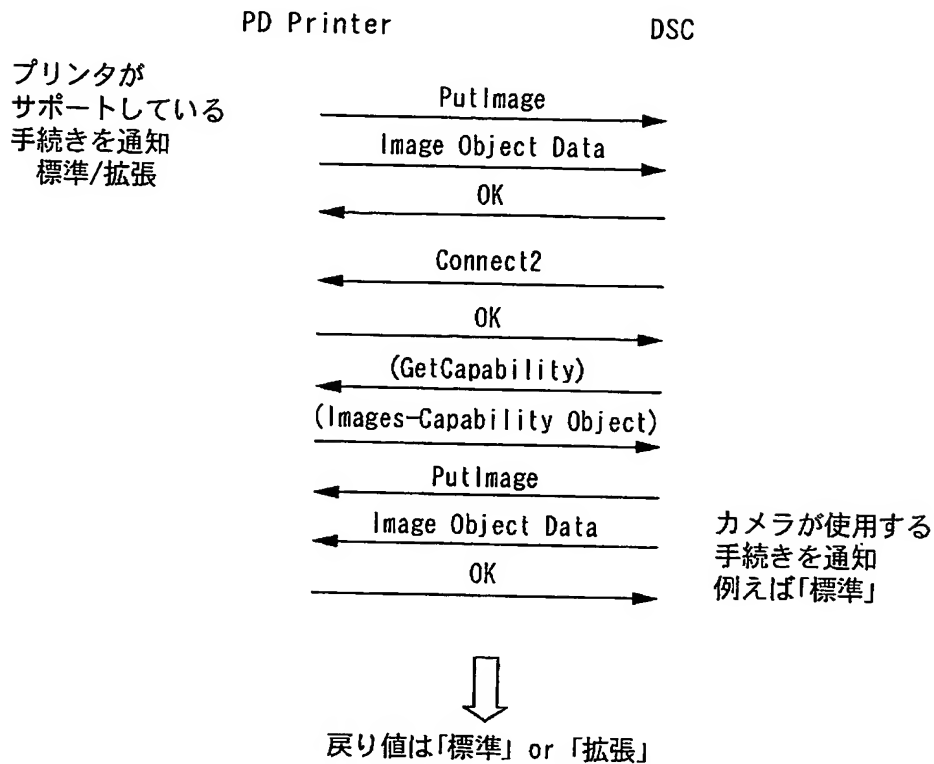 PD Printer
DSC
プリンタが
サポートしている
手続きを通知
標準/拡張
PutImage
Image Object Data
OK
Connect2
OK
(GetCapability)
(Images-Capability Object)
PutImage
Image Object Data
OK
カメラが使用する
手続きを通知
例えば「標準」
戻り値は「標準」 or 「拡張」